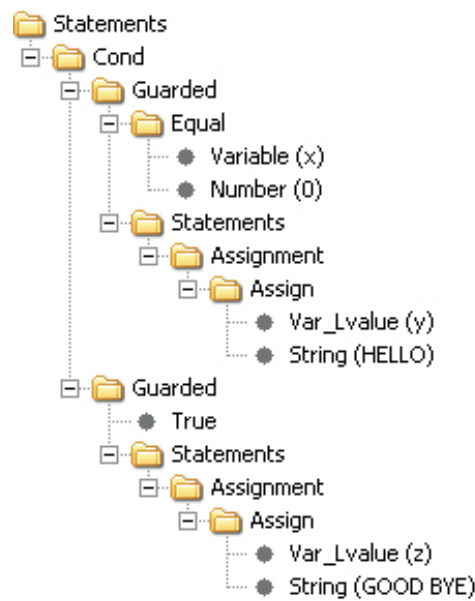 Statements
Cond
Guarded
Equal
Variable (x)
Number (0)
Statements
Assignment
Assign
Var_Lvalue (y)
String (HELLO)
Guarded
True
Statements
Assignment
Assign
Var_Lvalue (z)
String (GOOD BYE)